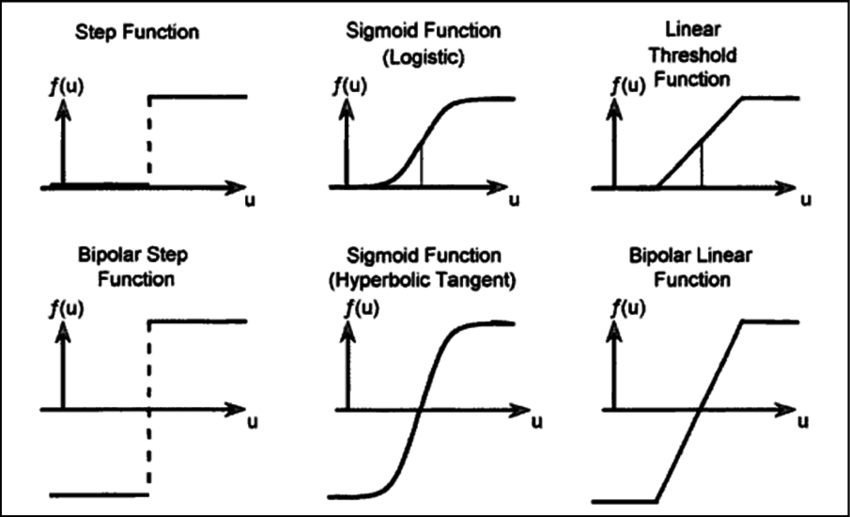 Step Function
f(u)
u
Sigmoid Function
(Logistic)
f(u)
u
Linear
Threshold
Function
f(u)
u
Bipolar Step
Function
f(u)
u
Sigmoid Function
(Hyperbolic Tangent)
f(u)
u
Bipolar Linear
Function
f(u)
u